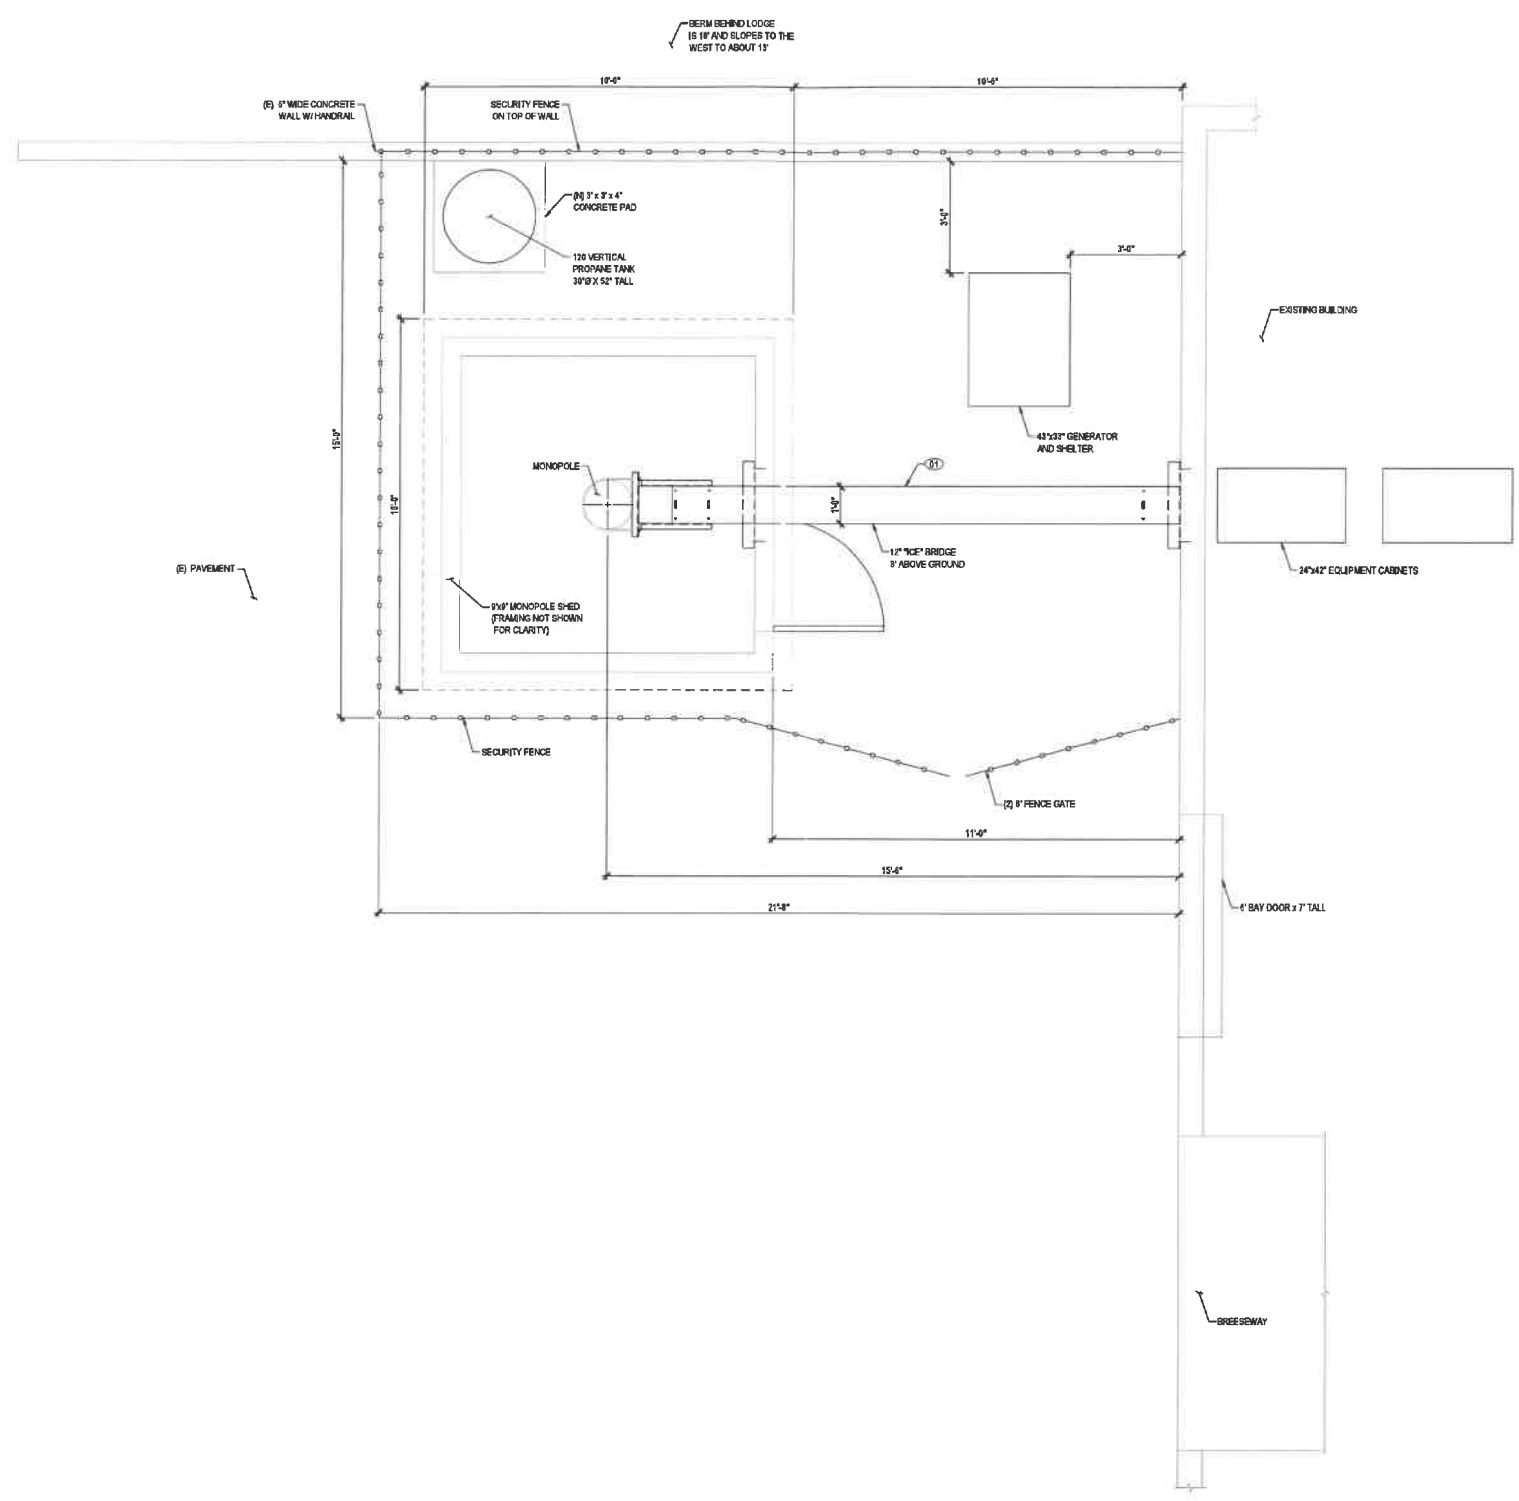 BERM BEHIND LODGE
IS 18' AND SLOPES TO THE
WEST TO ABOUT 13'
10'-0"
10'-6"
(E) 6" WIDE CONCRETE
WALL W/ HANDRAIL
SECURITY FENCE
ON TOP OF WALL
(N) 3' x 3' x 4"
CONCRETE PAD
3'-0"
3'-0"
120 VERTICAL
PROPANE TANK
30"Ø X 52" TALL
EXISTING BUILDING
15'-0"
43"x33" GENERATOR
AND SHELTER
MONOPOLE
01
10'-0"
1'-0"
12" "ICE" BRIDGE
8' ABOVE GROUND
(E) PAVEMENT
24"x42" EQUIPMENT CABINETS
9'x9' MONOPOLE SHED
(FRAMING NOT SHOWN
FOR CLARITY)
SECURITY FENCE
(2) 6' FENCE GATE
11'-0"
15'-6"
21'-8"
6' BAY DOOR x 7' TALL
BREESEWAY